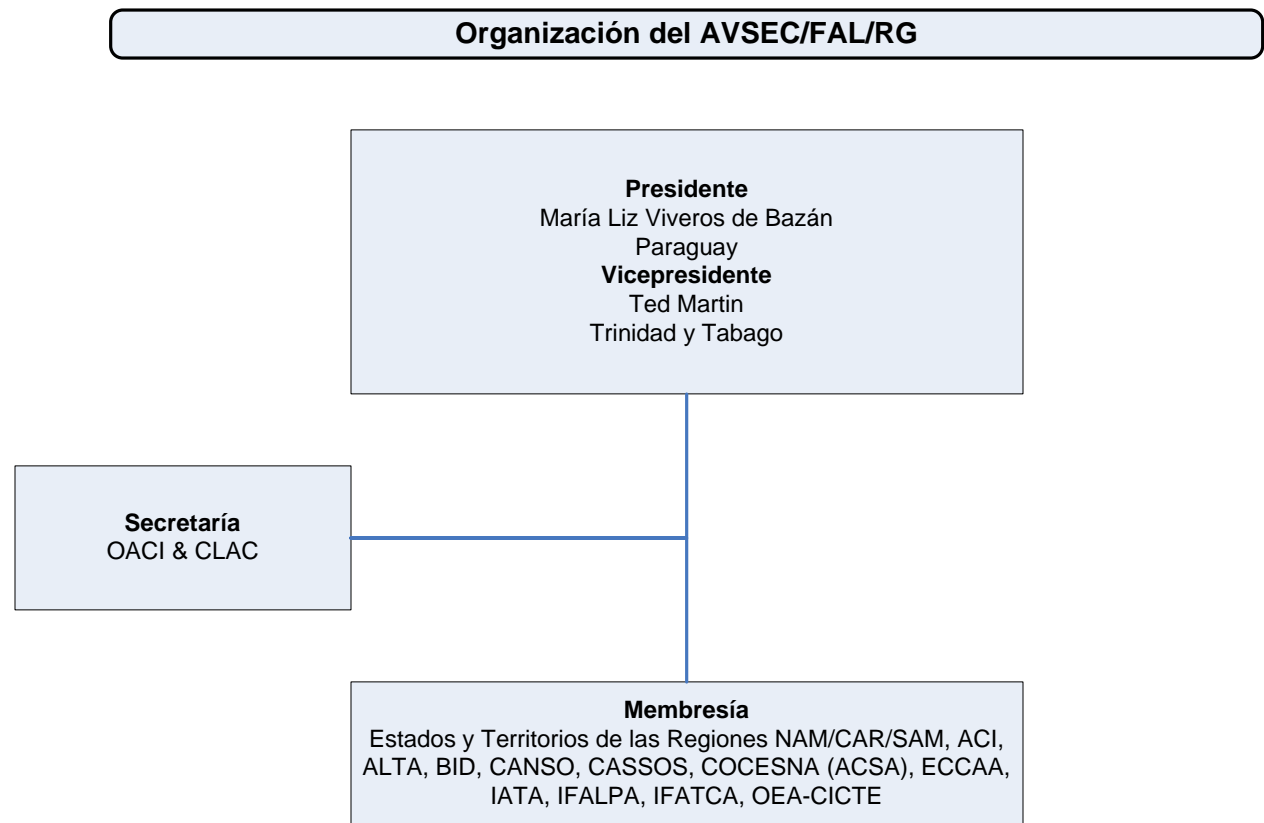 Organización del AVSEC/FAL/RG
Presidente
María Liz Viveros de Bazán
Paraguay
Vicepresidente
Ted Martin
Trinidad y Tabago
Secretaría
OACI & CLAC
Membresía
Estados y Territorios de las Regiones NAM/CAR/SAM, ACI,
ALTA, BID, CANSO, CASSOS, COCESNA (ACSA), ECCAA,
IATA, IFALPA, IFATCA, OEA-CICTE